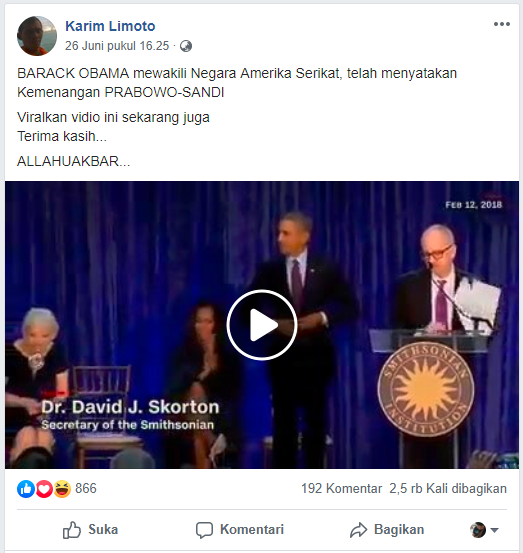 Karim Limoto
26 Juni pukul 16.25 ·
BARACK OBAMA mewakili Negara Amerika Serikat, telah menyatakan
Kemenangan PRABOWO-SANDI
Viralkan vidio ini sekarang juga
Terima kasih...
ALLAHUAKBAR...
FEB 12, 2018
SMITHSONIAN
INSTITUTION
Dr. David J. Skorton
Secretary of the Smithsonian
866
192 Komentar 2,5 rb Kali dibagikan
Suka Komentari Bagikan